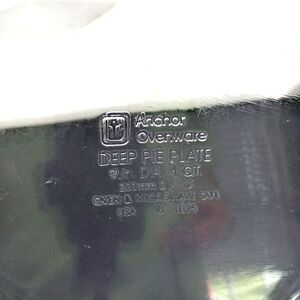 Anchor
Ovenware
DEEP PIE PLATE
9 in DIA. 1 QT.
OVEN & MICROWAVE SAFE
USA